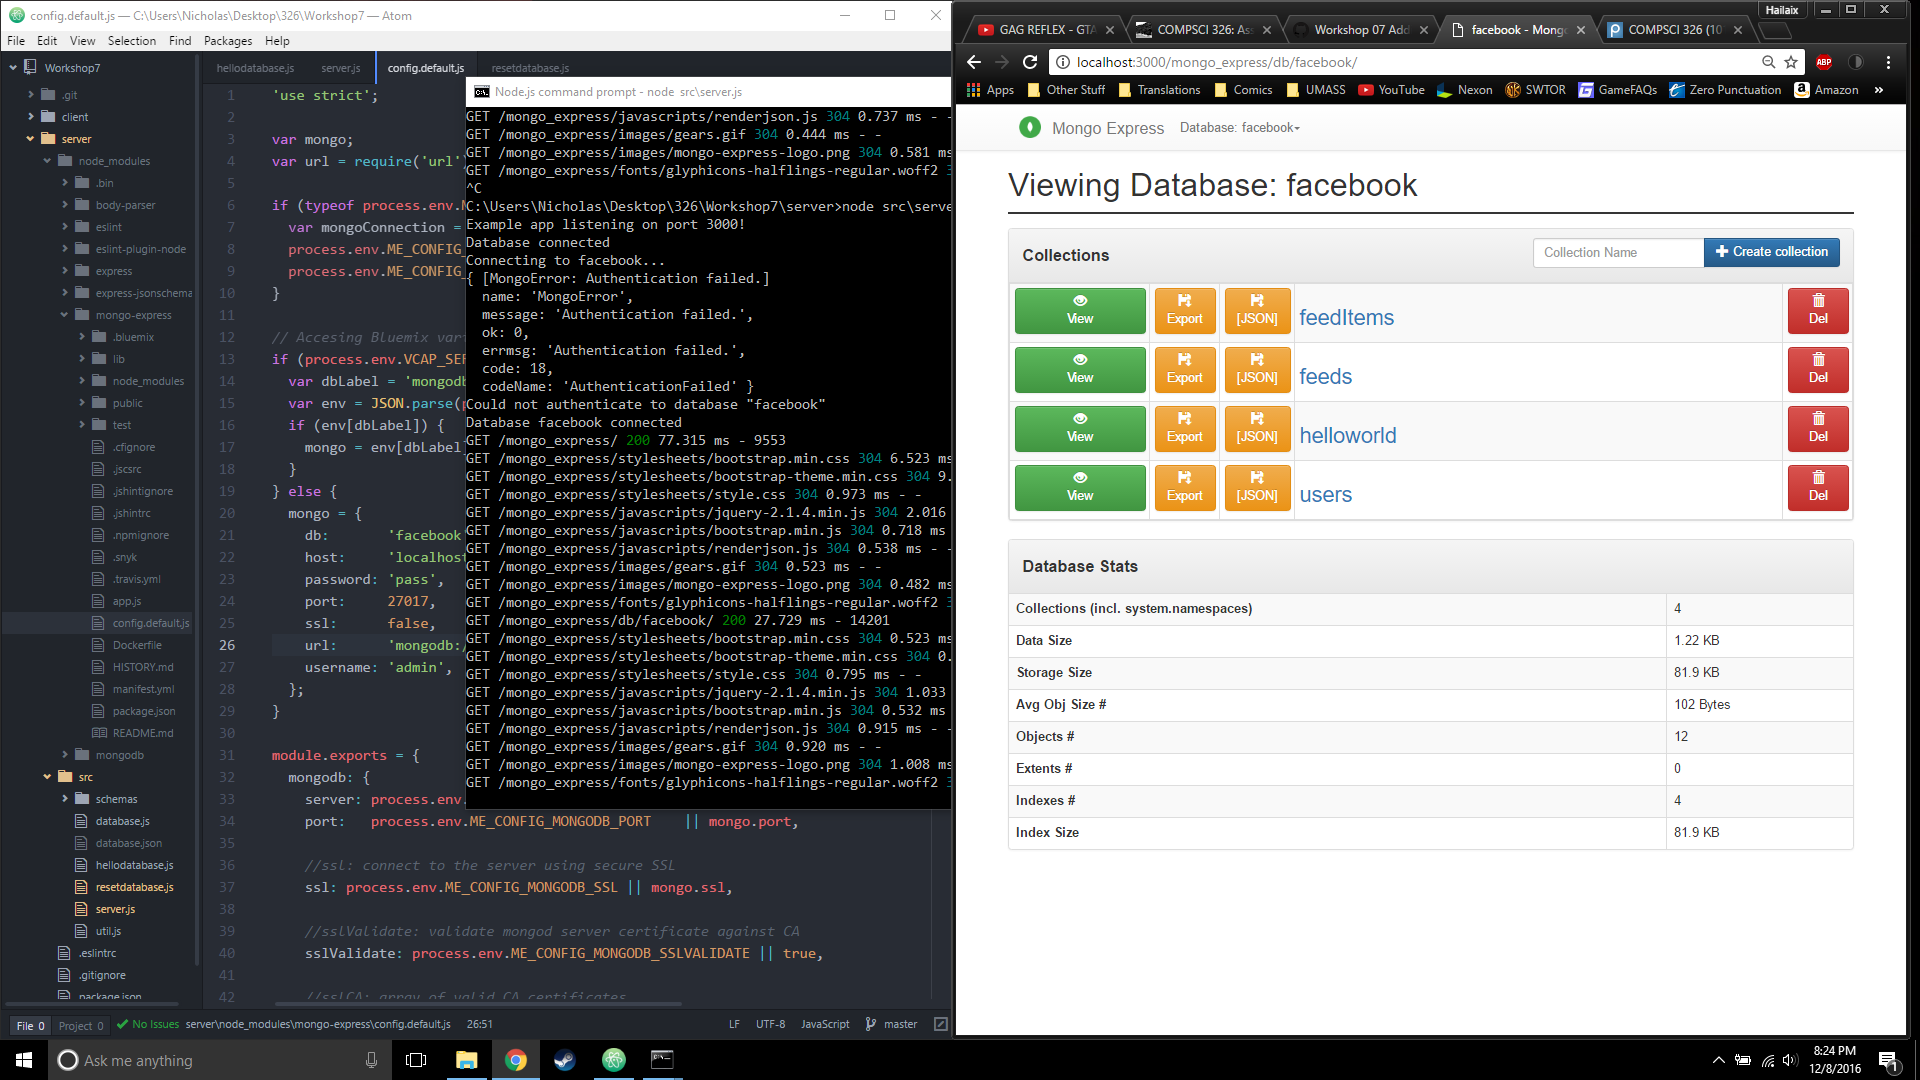 config.default.js — C:\Users\Nicholas\Desktop\326\Workshop7 — Atom
File Edit View Selection Find Packages Help
Workshop7
.git
client
server
node_modules
.bin
body-parser
eslint
eslint-plugin-node
express
express-jsonschema
mongo-express
.bluemix
lib
node_modules
public
test
.cfignore
.jscsrc
.jshintignore
.jshintrc
.npmignore
.snyk
.travis.yml
app.js
config.default.js
Dockerfile
HISTORY.md
manifest.yml
package.json
README.md
mongodb
src
schemas
database.js
database.json
hellodatabase.js
resetdatabase.js
server.js
util.js
.eslintrc
.gitignore
package.json
hellodatabase.js server.js config.default.js resetdatabase.js
1 'use strict';
2
3 var mongo;
4 var url = require('url'
5
6 if (typeof process.env.
7 var mongoConnection =
8 process.env.ME_CONFIG_
9 process.env.ME_CONFIG_
10 }
11
12 // Accesing Bluemix var
13 if (process.env.VCAP_SE
14 var dbLabel = 'mongodb
15 var env = JSON.parse(
16 if (env[dbLabel]) {
17 mongo = env[dbLabel
18 }
19 } else {
20 mongo = {
21 db: 'facebook
22 host: 'localhost
23 password: 'pass',
24 port: 27017,
25 ssl: false,
26 url: 'mongodb:/
27 username: 'admin',
28 };
29 }
30
31 module.exports = {
32 mongodb: {
33 server: process.env.
34 port: process.env.ME_CONFIG_MONGODB_PORT || mongo.port,
35
36 //ssl: connect to the server using secure SSL
37 ssl: process.env.ME_CONFIG_MONGODB_SSL || mongo.ssl,
38
39 //sslValidate: validate mongod server certificate against CA
40 sslValidate: process.env.ME_CONFIG_MONGODB_SSLVALIDATE || true,
41
42 //sslCA: array of valid CA certificates
File 0 Project 0 No Issues server\node_modules\mongo-express\config.default.js 26:51 LF UTF-8 JavaScript master
Node.js command prompt - node src\server.js
GET /mongo_express/javascripts/renderjson.js 304 0.737 ms - -
GET /mongo_express/images/gears.gif 304 0.444 ms - -
GET /mongo_express/images/mongo-express-logo.png 304 0.581 ms
GET /mongo_express/fonts/glyphicons-halflings-regular.woff2 3
^C
C:\Users\Nicholas\Desktop\326\Workshop7\server>node src\serve
Example app listening on port 3000!
Database connected
Connecting to facebook...
{ [MongoError: Authentication failed.]
name: 'MongoError',
message: 'Authentication failed.',
ok: 0,
errmsg: 'Authentication failed.',
code: 18,
codeName: 'AuthenticationFailed' }
Could not authenticate to database "facebook"
Database facebook connected
GET /mongo_express/ 200 77.315 ms - 9553
GET /mongo_express/stylesheets/bootstrap.min.css 304 6.523 ms
GET /mongo_express/stylesheets/bootstrap-theme.min.css 304 9.
GET /mongo_express/stylesheets/style.css 304 0.973 ms - -
GET /mongo_express/javascripts/jquery-2.1.4.min.js 304 2.016
GET /mongo_express/javascripts/bootstrap.min.js 304 0.718 ms
GET /mongo_express/javascripts/renderjson.js 304 0.538 ms - -
GET /mongo_express/images/gears.gif 304 0.523 ms - -
GET /mongo_express/images/mongo-express-logo.png 304 0.482 ms
GET /mongo_express/fonts/glyphicons-halflings-regular.woff2 3
GET /mongo_express/db/facebook/ 200 27.729 ms - 14201
GET /mongo_express/stylesheets/bootstrap.min.css 304 0.523 ms
GET /mongo_express/stylesheets/bootstrap-theme.min.css 304 0.
GET /mongo_express/stylesheets/style.css 304 0.795 ms - -
GET /mongo_express/javascripts/jquery-2.1.4.min.js 304 1.033
GET /mongo_express/javascripts/bootstrap.min.js 304 0.532 ms
GET /mongo_express/javascripts/renderjson.js 304 0.915 ms - -
GET /mongo_express/images/gears.gif 304 0.920 ms - -
GET /mongo_express/images/mongo-express-logo.png 304 1.008 ms
GET /mongo_express/fonts/glyphicons-halflings-regular.woff2 3
Hailaix
GAG REFLEX - GTA COMPSCI 326: Ass Workshop 07 Add facebook - Mong COMPSCI 326 (10
localhost:3000/mongo_express/db/facebook/ ABP
Apps Other Stuff Translations Comics UMASS YouTube Nexon SWTOR GameFAQs Zero Punctuation Amazon »
Mongo Express Database: facebook
Viewing Database: facebook
Collections Collection Name Create collection
View Export [JSON] feedItems Del
View Export [JSON] feeds Del
View Export [JSON] helloworld Del
View Export [JSON] users Del
Database Stats
Collections (incl. system.namespaces) 4
Data Size 1.22 KB
Storage Size 81.9 KB
Avg Obj Size # 102 Bytes
Objects # 12
Extents # 0
Indexes # 4
Index Size 81.9 KB
Ask me anything
8:24 PM
12/8/2016
1